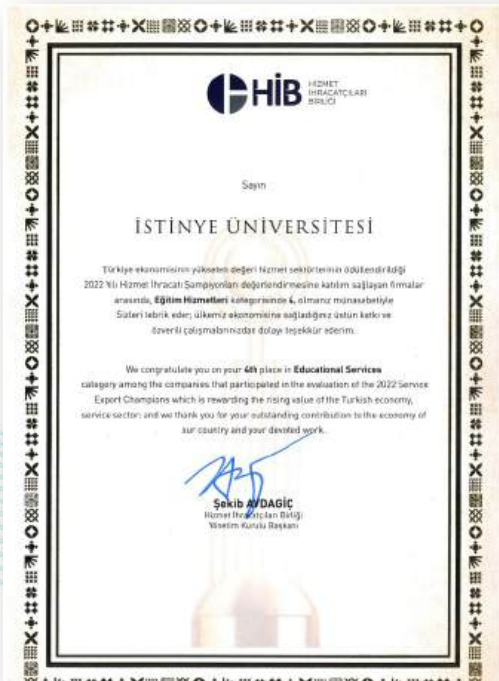 HİB HİZMET
İHRACATÇILARI
BİRLİĞİ
Sayın
İSTİNYE ÜNİVERSİTESİ
Türkiye ekonomisinin yükselen değeri hizmet sektörlerinin ödüllendirildiği
2022 Yılı Hizmet İhracatı Şampiyonları değerlendirmesine katılım sağlayan firmalar
arasında, Eğitim Hizmetleri kategorisinde 4. olmanız münasebetiyle
Sizleri tebrik eder; ülkemiz ekonomisine sağladığınız üstün katkı ve
özverili çalışmalarınızdan dolayı teşekkür ederim.
We congratulate you on your 4th place in Educational Services
category among the companies that participated in the evaluation of the 2022 Service
Export Champions which is rewarding the rising value of the Turkish economy,
service sector; and we thank you for your outstanding contribution to the economy of
our country and your devoted work.
Şekib AVDAGİÇ
Hizmet İhracatçıları Birliği
Yönetim Kurulu Başkanı